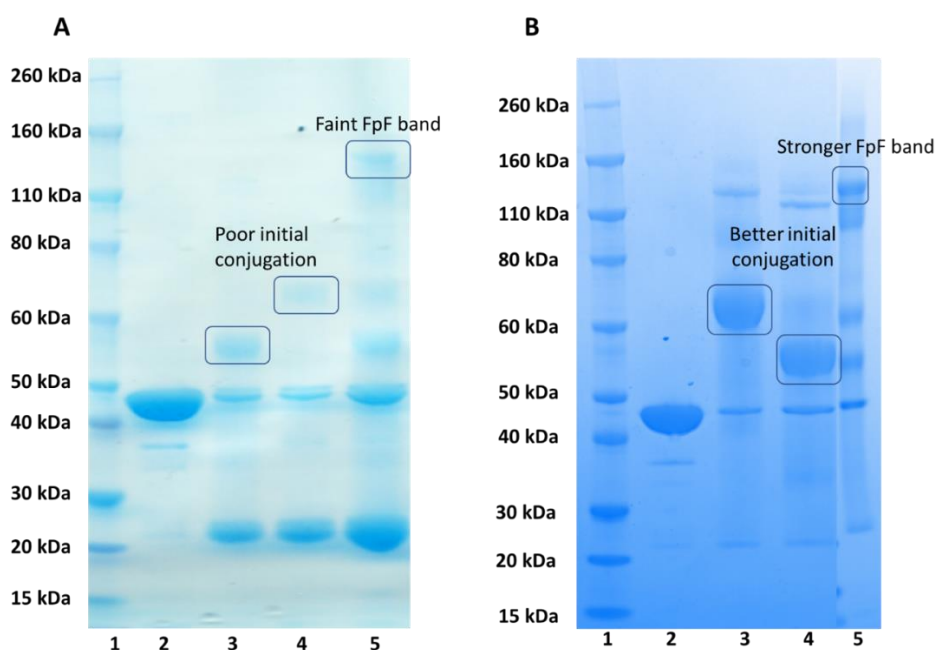 A
260 kDa
160 kDa
110 kDa
80 kDa
60 kDa
50 kDa
40 kDa
30 kDa
20 kDa
15 kDa
Faint FpF band
Poor initial
conjugation
1 2 3 4 5
B
260 kDa
160 kDa
110 kDa
80 kDa
60 kDa
50 kDa
40 kDa
30 kDa
20 kDa
15 kDa
Stronger FpF band
Better initial
conjugation
1 2 3 4 5